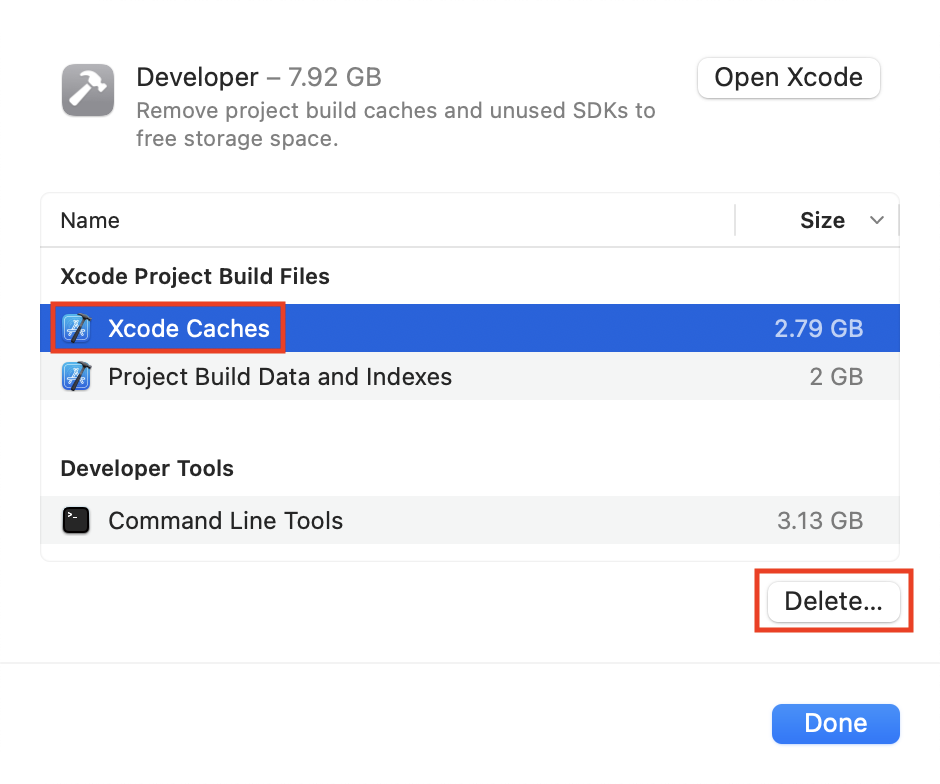 Developer – 7.92 GB
Open Xcode
Remove project build caches and unused SDKs to
free storage space.
Name
Size
Xcode Project Build Files
Xcode Caches
2.79 GB
Project Build Data and Indexes
2 GB
Developer Tools
Command Line Tools
3.13 GB
Delete...
Done